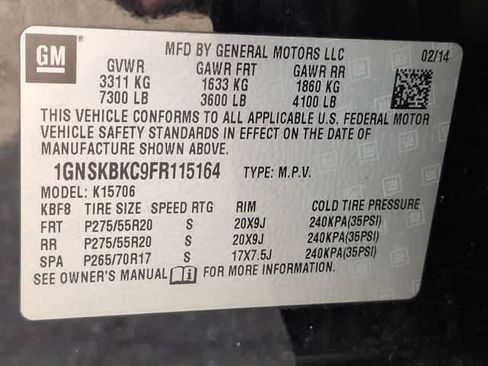 GM
MFD BY GENERAL MOTORS LLC 02/14
GVWR GAWR FRT GAWR RR
3311 KG 1633 KG 1860 KG
7300 LB 3600 LB 4100 LB
THIS VEHICLE CONFORMS TO ALL APPLICABLE U.S. FEDERAL MOTOR
VEHICLE SAFETY STANDARDS IN EFFECT ON THE DATE OF
MANUFACTURE SHOWN ABOVE.
1GNSKBKC9FR115164 TYPE: M.P.V.
MODEL: K15706
KBF8 TIRE SIZE SPEED RTG RIM COLD TIRE PRESSURE
FRT P275/55R20 S 20X9J 240KPA(35PSI)
RR P275/55R20 S 20X9J 240KPA(35PSI)
SPA P265/70R17 S 17X7.5J 240KPA(35PSI)
SEE OWNER'S MANUAL FOR MORE INFORMATION.